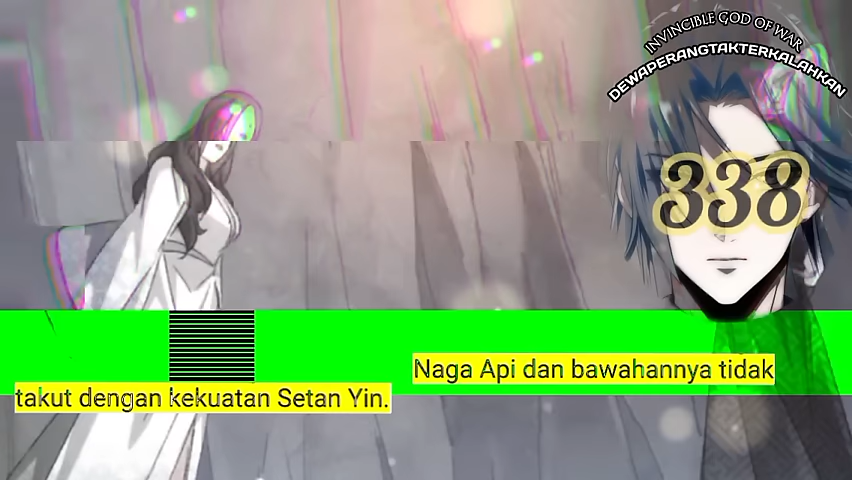 INVINCIBLE GOD OF WAR
DEWAPERANGTAKTERKALAHKAN
338
Naga Api dan bawahannya tidak
takut dengan kekuatan Setan Yin.